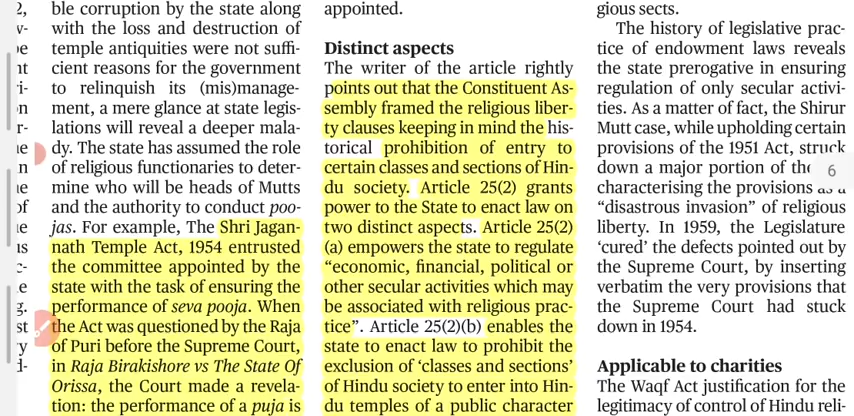 ble corruption by the state along
with the loss and destruction of
temple antiquities were not suffi-
cient reasons for the government
to relinquish its (mis)manage-
ment, a mere glance at state legis-
lations will reveal a deeper mala-
dy. The state has assumed the role
of religious functionaries to deter-
mine who will be heads of Mutts
and the authority to conduct poo-
jas. For example, The Shri Jagan-
nath Temple Act, 1954 entrusted
the committee appointed by the
state with the task of ensuring the
performance of seva pooja. When
the Act was questioned by the Raja
of Puri before the Supreme Court,
in Raja Birakishore vs The State Of
Orissa, the Court made a revela-
tion: the performance of a puja is
appointed.
Distinct aspects
The writer of the article rightly
points out that the Constituent As-
sembly framed the religious liber-
ty clauses keeping in mind the his-
torical prohibition of entry to
certain classes and sections of Hin-
du society. Article 25(2) grants
power to the State to enact law on
two distinct aspects. Article 25(2)
(a) empowers the state to regulate
“economic, financial, political or
other secular activities which may
be associated with religious prac-
tice”. Article 25(2)(b) enables the
state to enact law to prohibit the
exclusion of ‘classes and sections’
of Hindu society to enter into Hin-
du temples of a public character
gious sects.
The history of legislative prac-
tice of endowment laws reveals
the state prerogative in ensuring
regulation of only secular activi-
ties. As a matter of fact, the Shirur
Mutt case, while upholding certain
provisions of the 1951 Act, struck
down a major portion of the
characterising the provisions as a
“disastrous invasion” of religious
liberty. In 1959, the Legislature
‘cured’ the defects pointed out by
the Supreme Court, by inserting
verbatim the very provisions that
the Supreme Court had stuck
down in 1954.
Applicable to charities
The Waqf Act justification for the
legitimacy of control of Hindu reli-
6